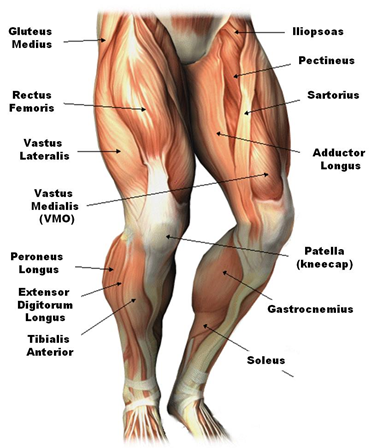 Gluteus
Medius
Rectus
Femoris
Vastus
Lateralis
Vastus
Medialis
(VMO)
Peroneus
Longus
Extensor
Digitorum
Longus
Tibialis
Anterior
Iliopsoas
Pectineus
Sartorius
Adductor
Longus
Patella
(kneecap)
Gastrocnemius
Soleus